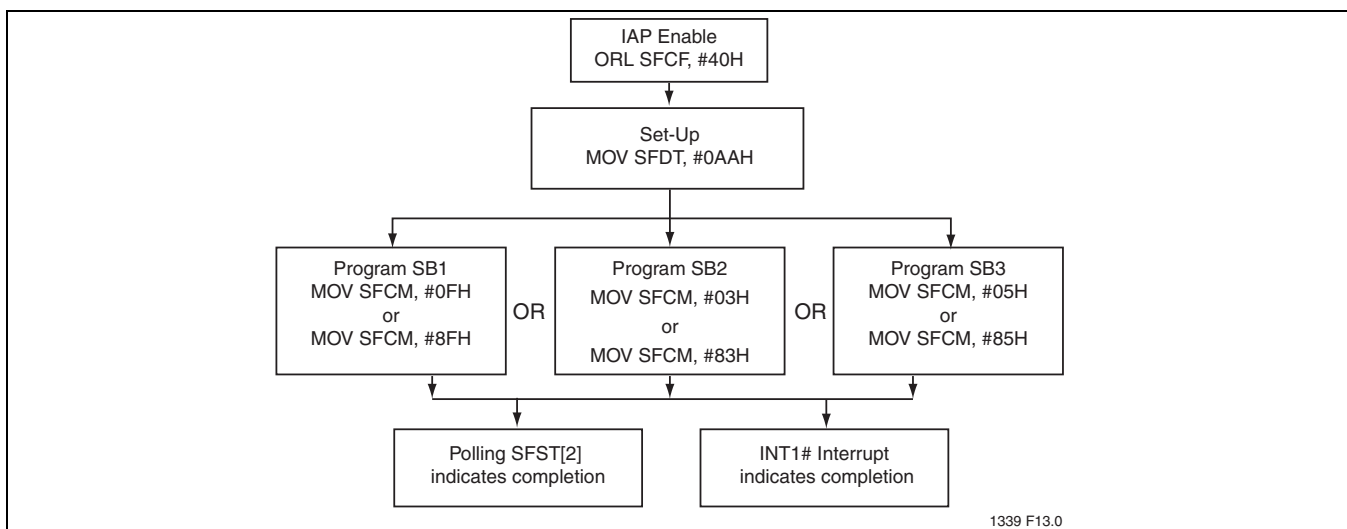 IAP Enable
ORL SFCF, #40H
Set-Up
MOV SFDT, #0AAH
Program SB1
MOV SFCM, #0FH
or
MOV SFCM, #8FH
OR
Program SB2
MOV SFCM, #03H
or
MOV SFCM, #83H
OR
Program SB3
MOV SFCM, #05H
or
MOV SFCM, #85H
Polling SFST[2]
indicates completion
INT1# Interrupt
indicates completion
1339 F13.0